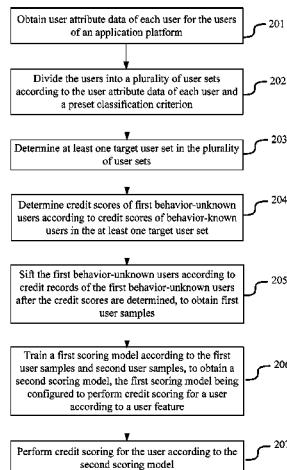 Obtain user attribute data of each user for the users
of an application platform
201
Divide the users into a plurality of user sets
according to the user attribute data of each user and
a preset classification criterion
202
Determine at least one target user set in the plurality
of user sets
203
Determine credit scores of first behavior-unknown
users according to credit scores of behavior-known
users in the at least one target user set
204
Sift the first behavior-unknown users according to
credit records of the first behavior-unknown users
after the credit scores are determined, to obtain first
user samples
205
Train a first scoring model according to the first
user samples and second user samples, to obtain a
second scoring model, the first scoring model being
configured to perform credit scoring for a user
according to a user feature
206
Perform credit scoring for the user according to the
second scoring model
207